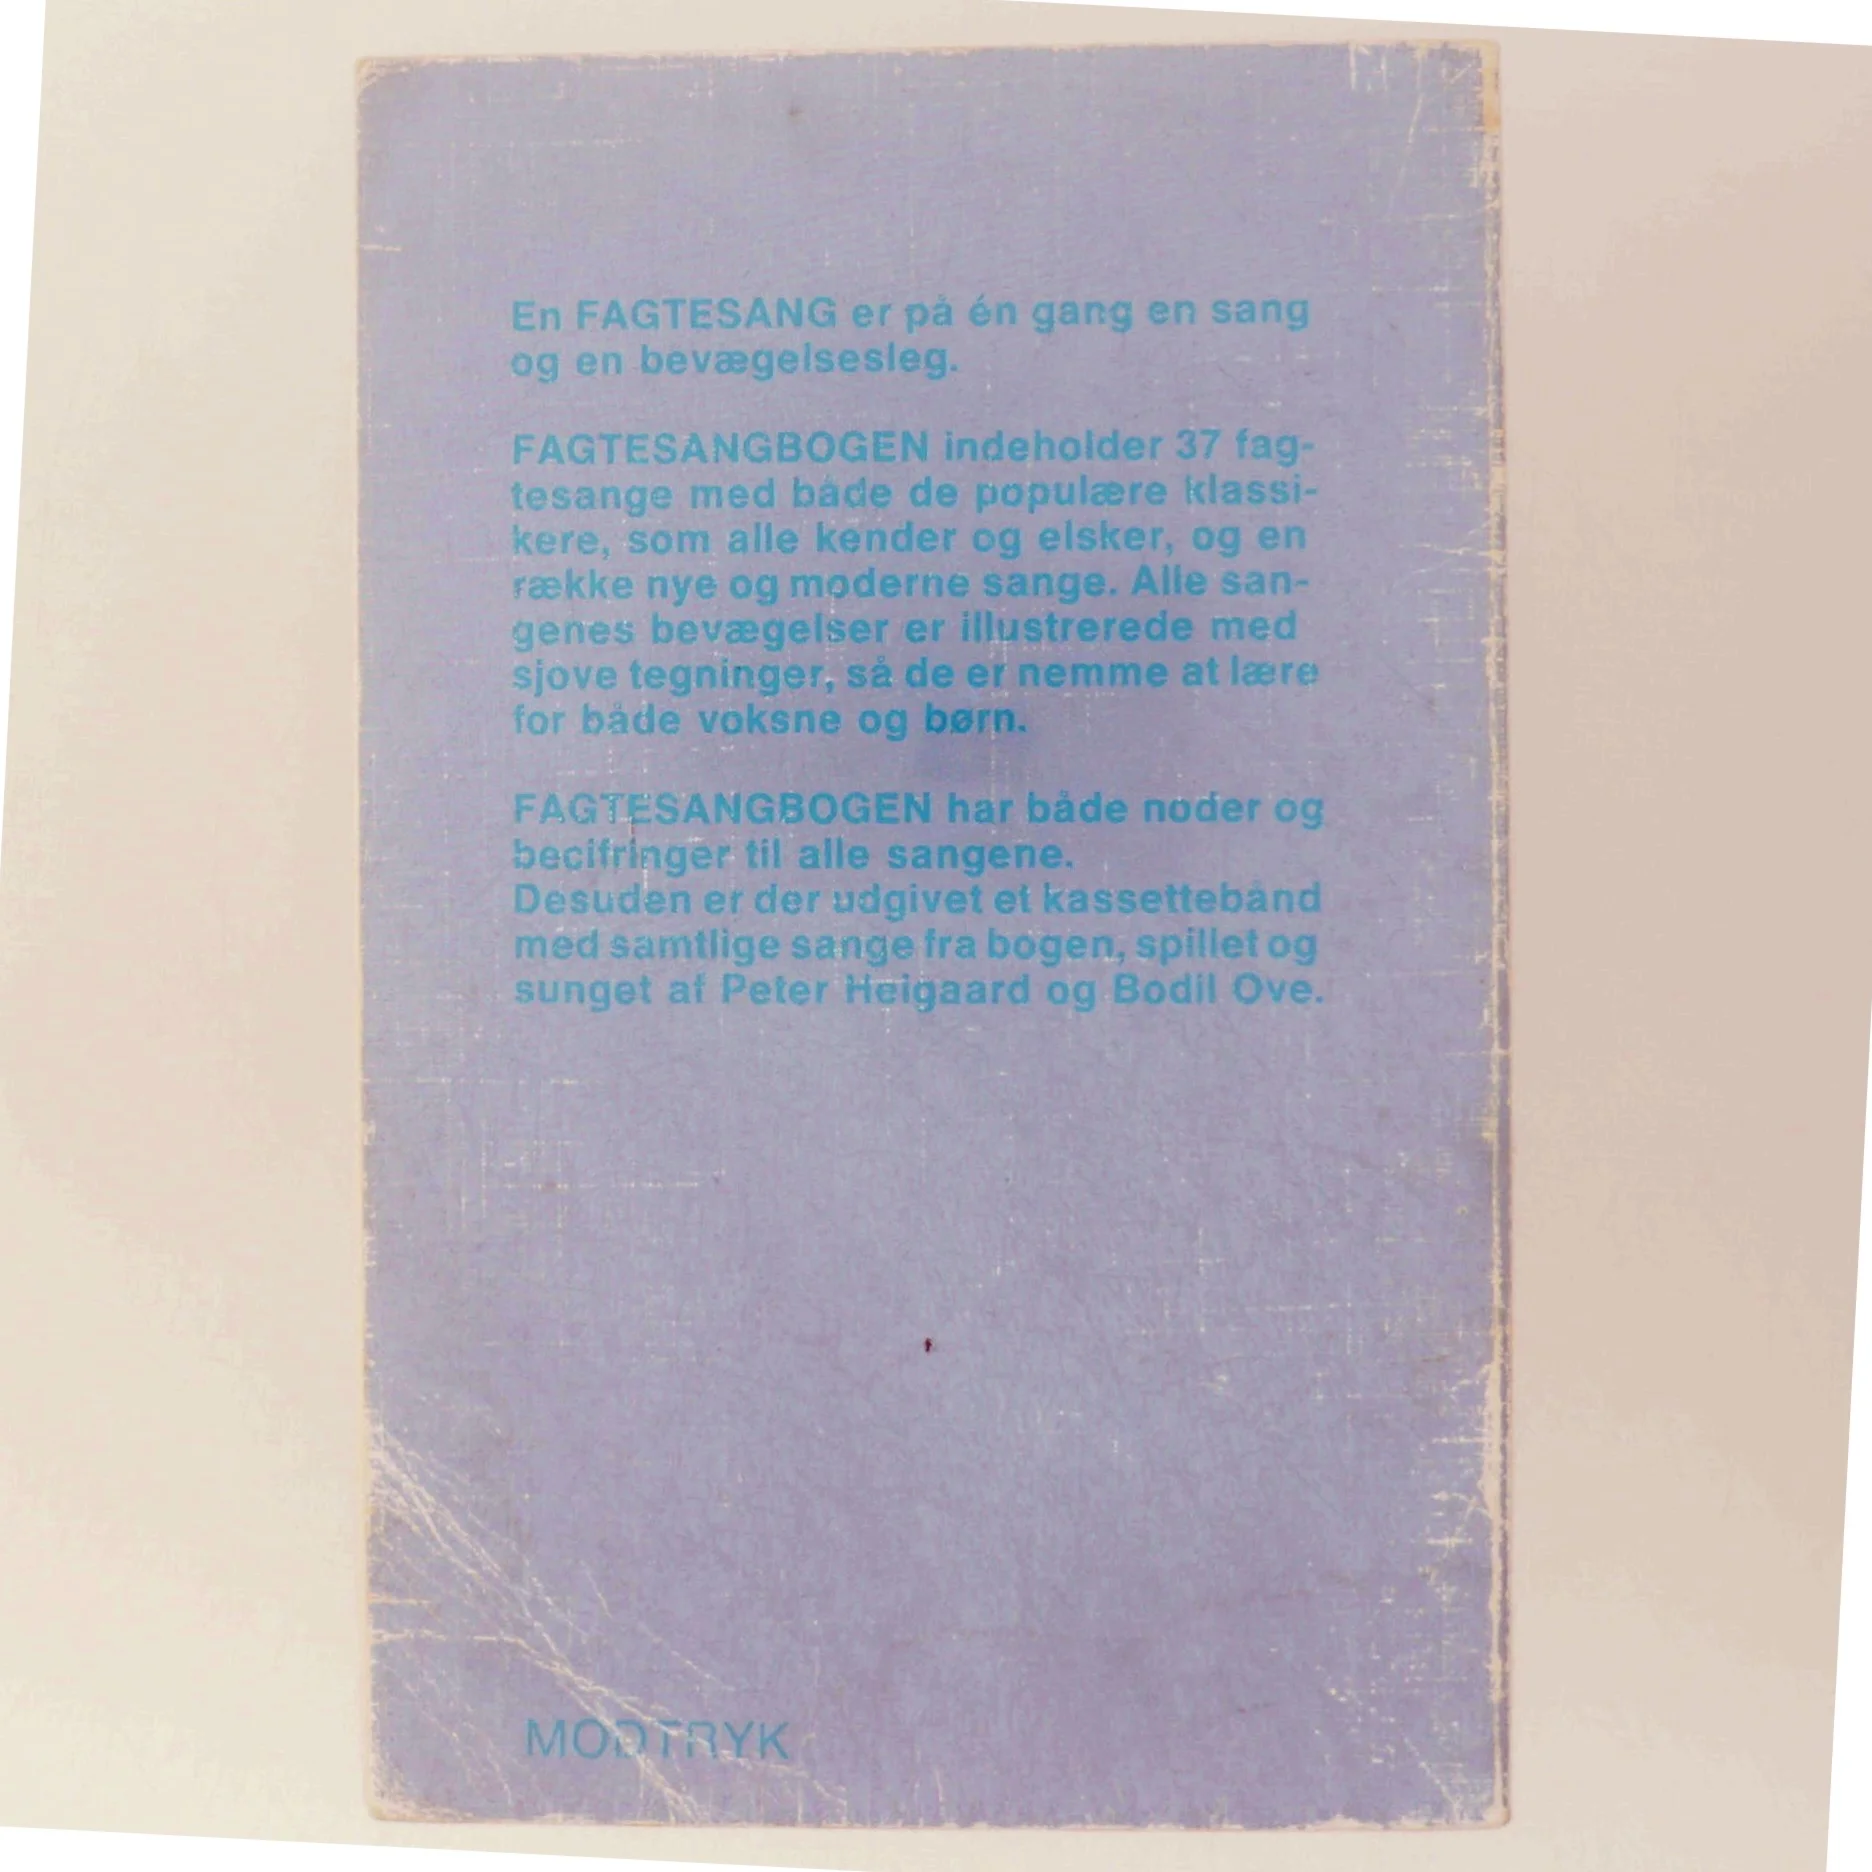 En FAGTESANG er på én gang en sang
og en bevægelsesleg.
FAGTESANGBOGEN indeholder 37 fag-
tesange med både de populære klassi-
kere, som alle kender og elsker, og en
række nye og moderne sange. Alle san-
genes bevægelser er illustrerede med
sjove tegninger, så de er nemme at lære
for både voksne og børn.
FAGTESANGBOGEN har både noder og
becifringer til alle sangene.
Desuden er der udgivet et kassettebånd
med samtlige sange fra bogen, spillet og
sunget af Peter Heigaard og Bodil Ove.
MODTRYK